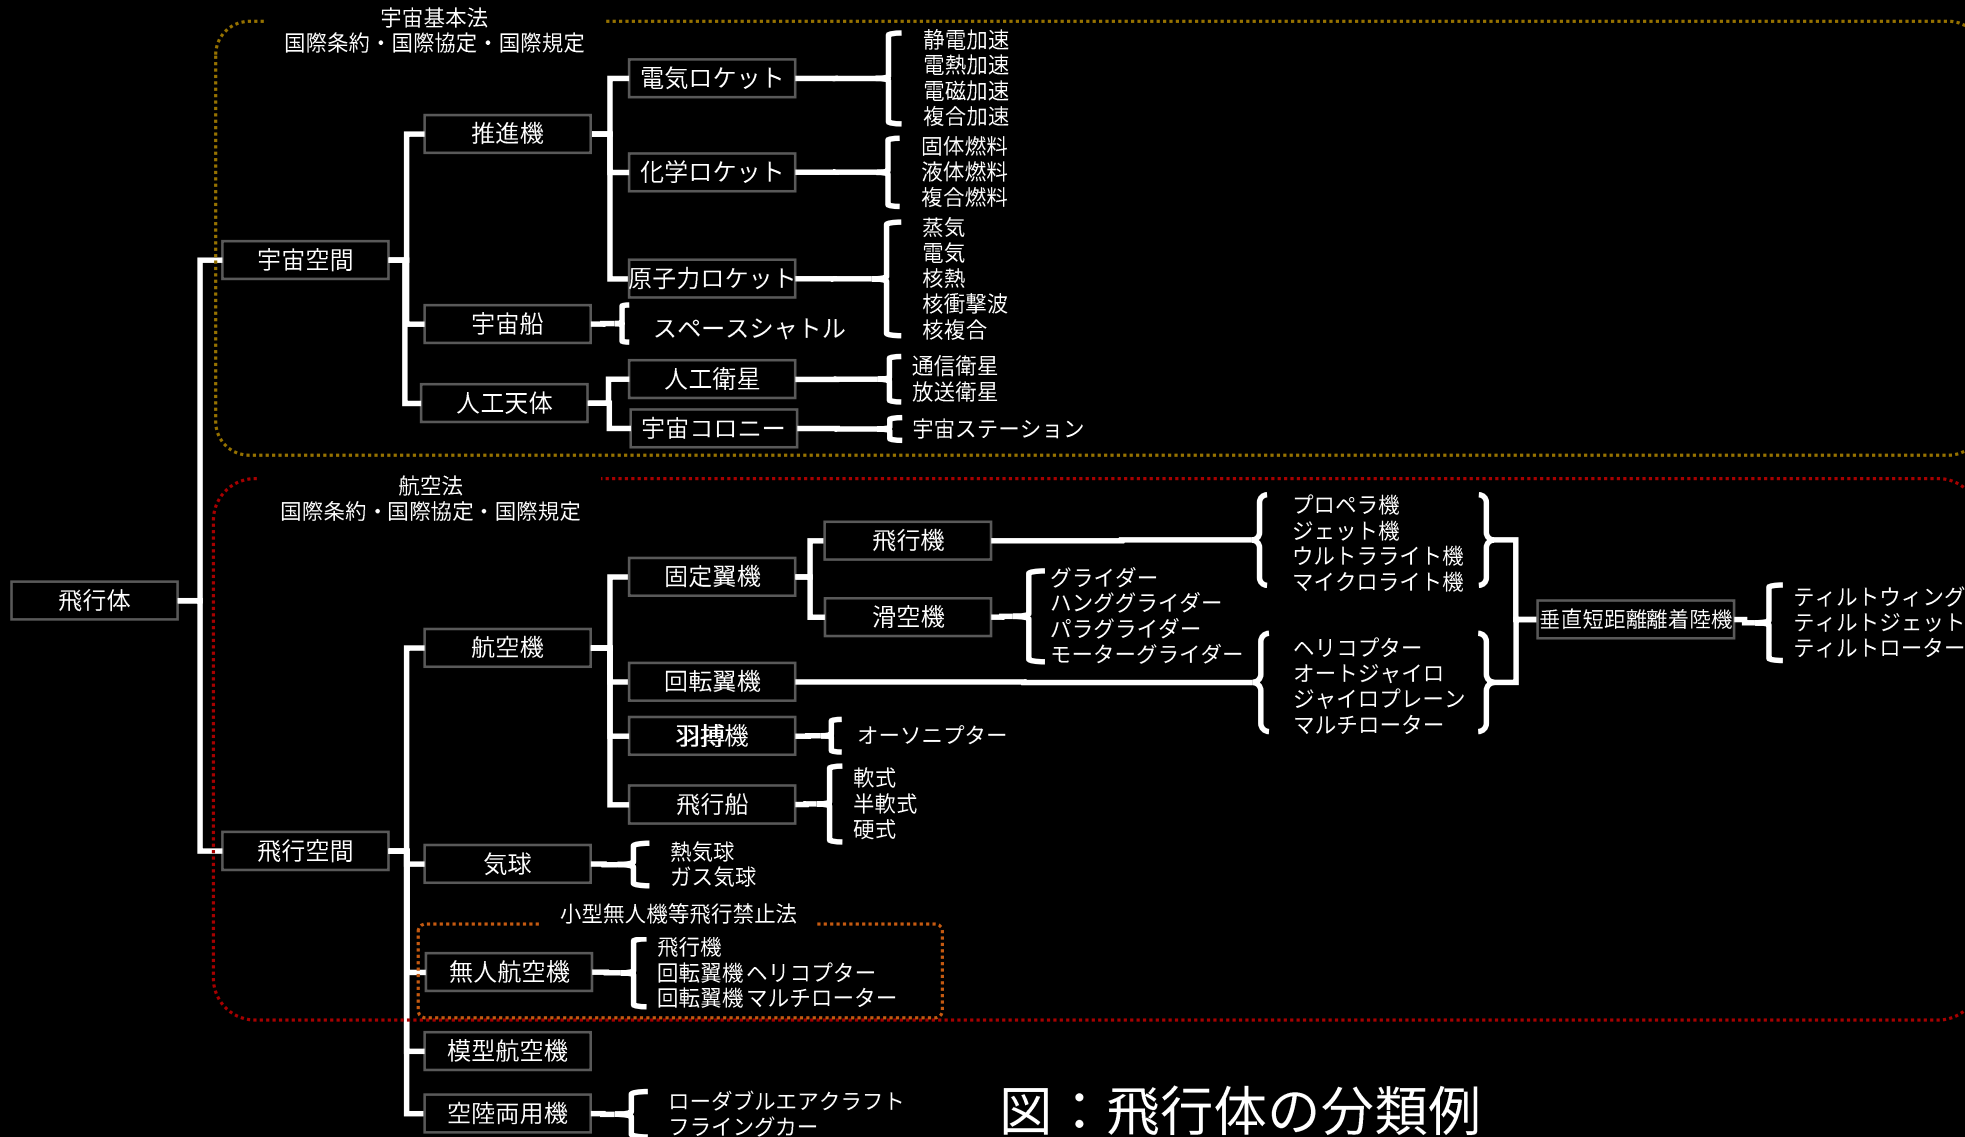 宇宙基本法
国際条約・国際協定・国際規定
飛行体
宇宙空間
推進機
電気ロケット
静電加速
電熱加速
電磁加速
複合加速
化学ロケット
固体燃料
液体燃料
複合燃料
原子力ロケット
蒸気
電気
核熱
核衝撃波
核複合
宇宙船
スペースシャトル
人工天体
人工衛星
通信衛星
放送衛星
宇宙コロニー
宇宙ステーション
航空法
国際条約・国際協定・国際規定
飛行空間
航空機
固定翼機
飛行機
プロペラ機
ジェット機
ウルトラライト機
マイクロライト機
滑空機
グライダー
ハンググライダー
パラグライダー
モーターグライダー
回転翼機
ヘリコプター
オートジャイロ
ジャイロプレーン
マルチローター
垂直短距離離着陸機
ティルトウィング
ティルトジェット
ティルトローター
羽搏機
オーソニプター
飛行船
軟式
半軟式
硬式
気球
熱気球
ガス気球
小型無人機等飛行禁止法
無人航空機
飛行機
回転翼機 ヘリコプター
回転翼機 マルチローター
模型航空機
空陸両用機
ローダブルエアクラフト
フライングカー
図：飛行体の分類例